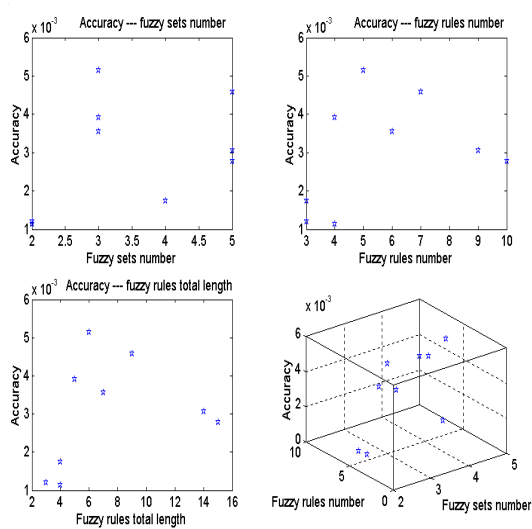 Accuracy --- fuzzy sets number
x 10^-3
6
5
4
3
2
1
Accuracy
2 2.5 3 3.5 4 4.5 5
Fuzzy sets number
Accuracy --- fuzzy rules number
x 10^-3
6
5
4
3
2
1
Accuracy
3 4 5 6 7 8 9 10
Fuzzy rules number
x 10^-3 Accuracy --- fuzzy rules total length
6
5
4
3
2
1
Accuracy
2 4 6 8 10 12 14 16
Fuzzy rules total length
x 10^-3
6
4
2
0
Accuracy
10
5
0
Fuzzy rules number
2
3
4
5
Fuzzy sets number